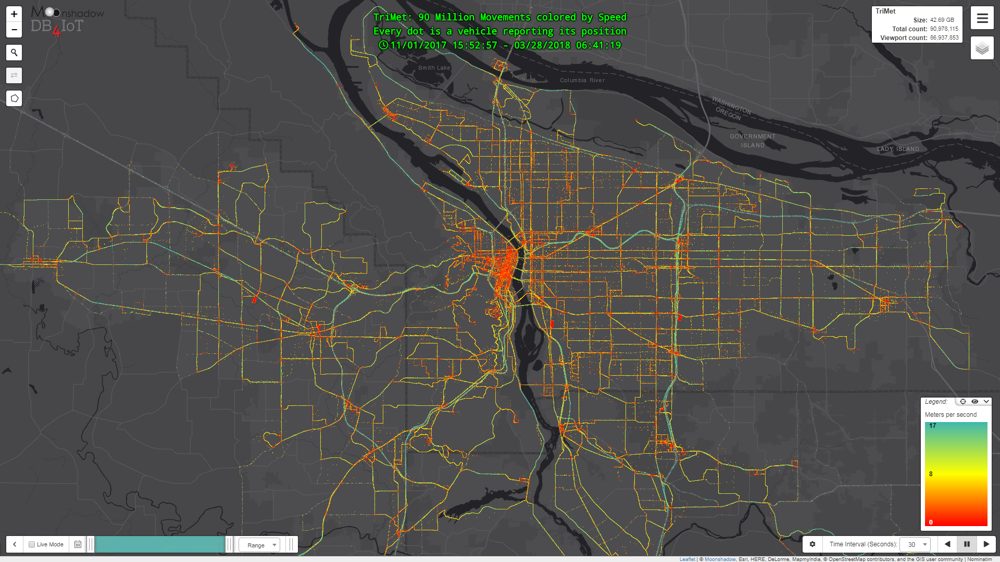 +
−
Moonshadow
DB4IoT
TriMet: 90 Million Movements colored by Speed
Every dot is a vehicle reporting its position
11/01/2017 15:52:57 - 03/28/2018 06:41:19
TriMet
Size: 42.69 GB
Total count: 90,978,115
Viewport count: 86,937,853
Smith Lake
Columbia River
WASHINGTON
OREGON
GOVERNMENT
ISLAND
LADY ISLAND
Legend:
Meters per second
17
8
0
Live Mode
Range
Time Interval (Seconds): 30
Leaflet | © Moonshadow, Esri, HERE, DeLorme, MapmyIndia, © OpenStreetMap contributors, and the GIS user community | Nominatim